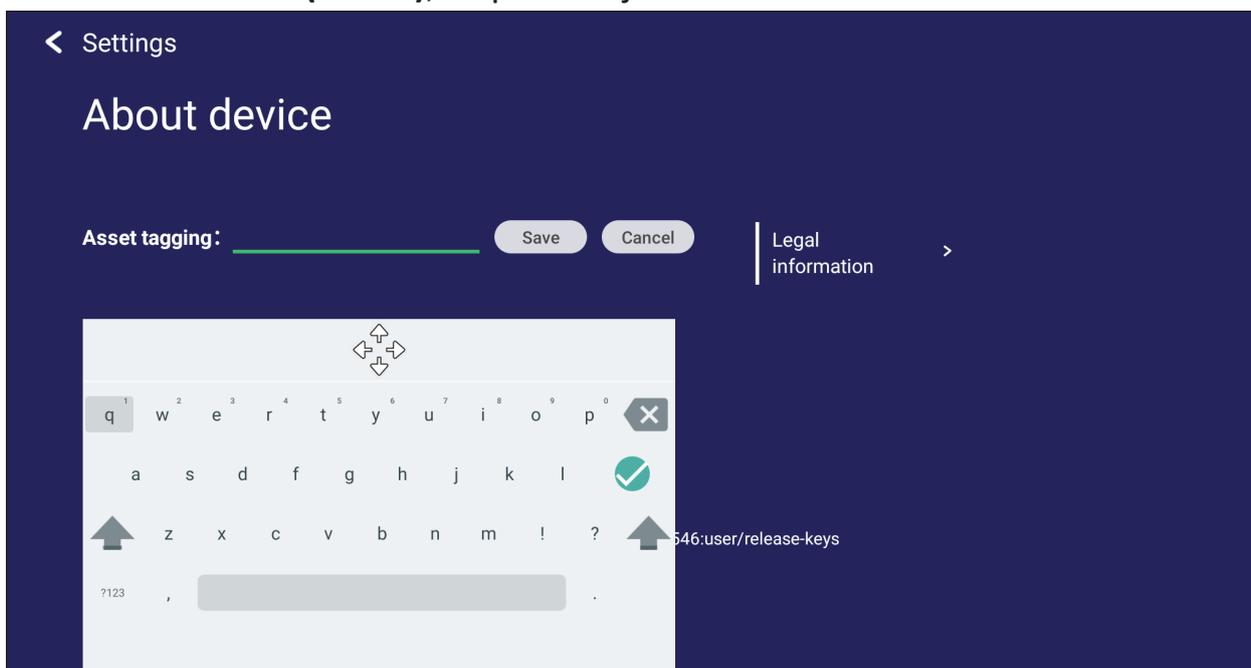 Settings
About device
Asset tagging:
Save
Cancel
Legal
information
q 1 w 2 e 3 r 4 t 5 y 6 u 7 i 8 o 9 p 0
a s d f g h j k l
z x c v b n m ! ?
546:user/release-keys
?123 , .